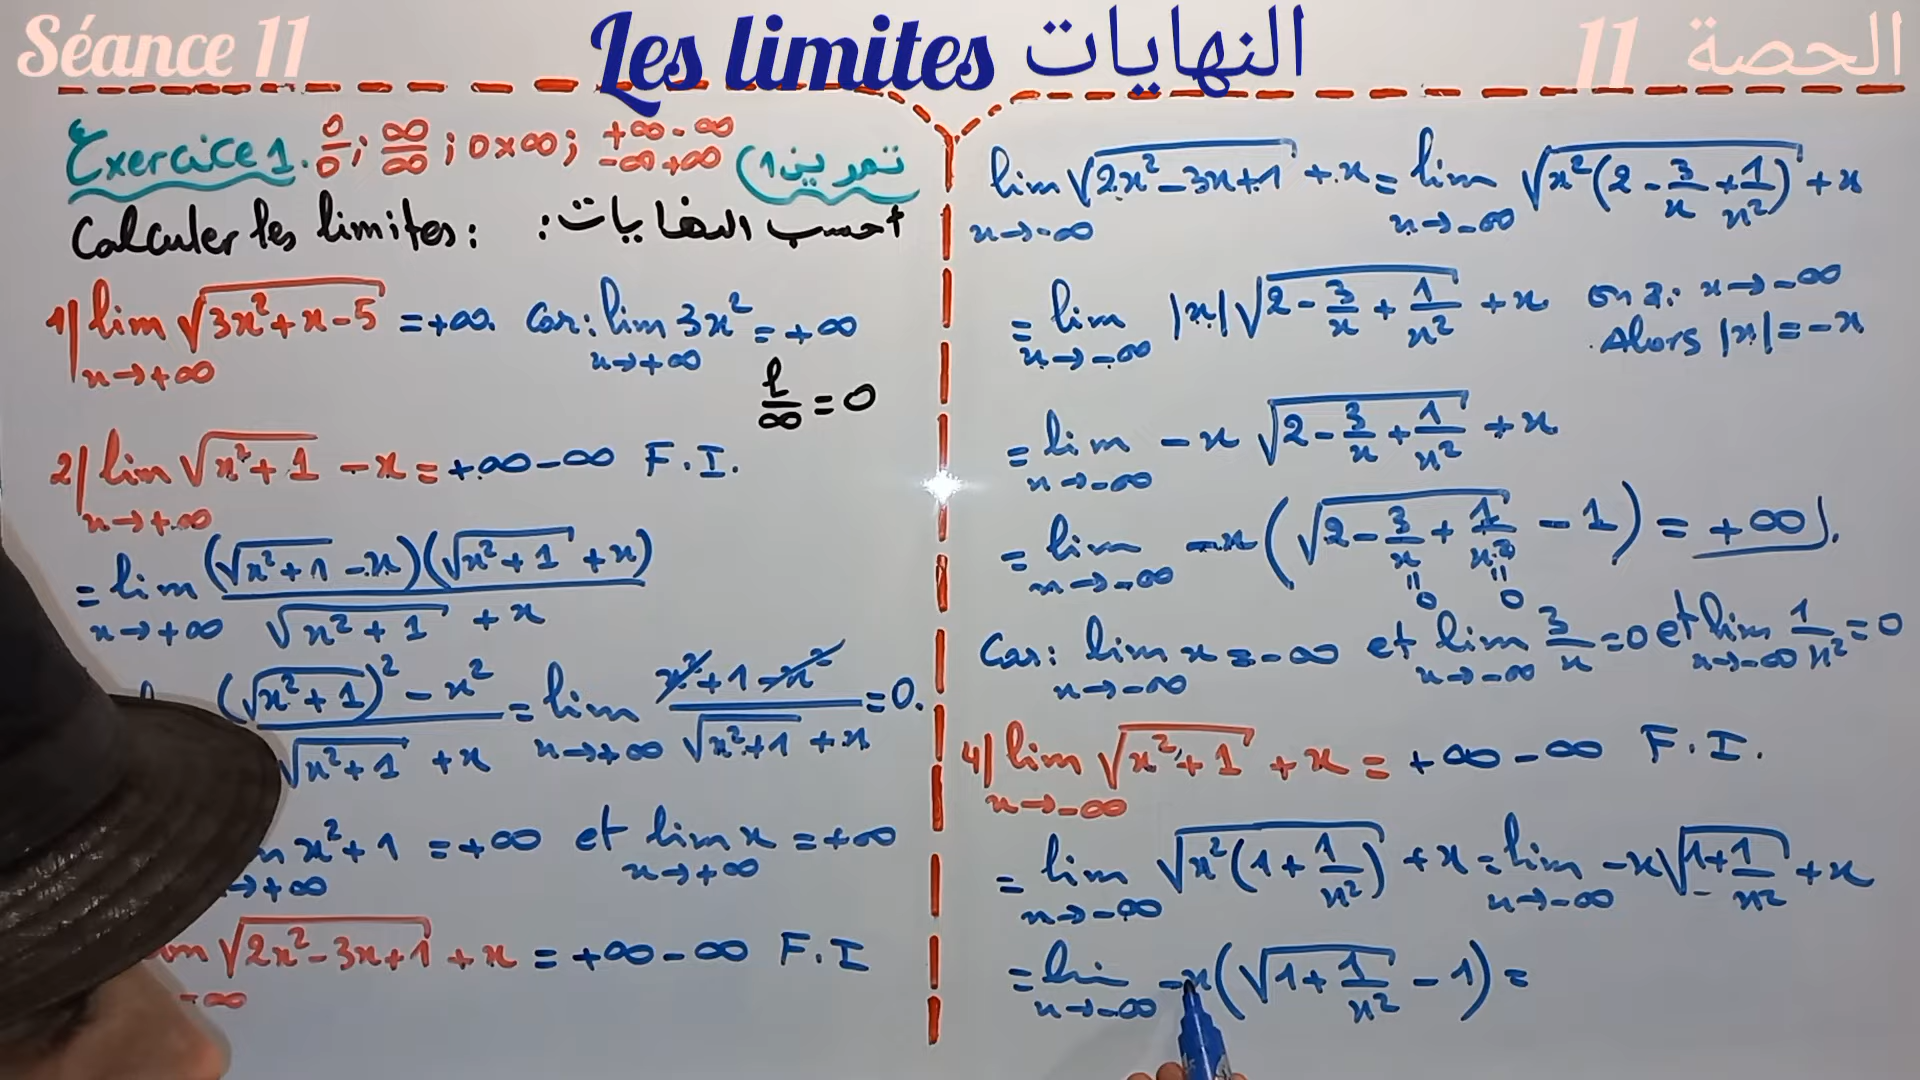 Séance 11
Les limites النهايات
الحصة 11
Exercice 1. 0/0 ; ∞/∞ ; 0×∞ ; +∞-∞ -∞+∞ تمرين 1)
Calculer les limites: احسب النهايات:
1) lim x→+∞ √(3x²+x-5) = +∞. Car: lim x→+∞ 3x² = +∞
l/∞ = 0
2) lim x→+∞ √(x²+1) - x = +∞-∞ F.I.
= lim x→+∞ (√(x²+1) - x)(√(x²+1) + x) / √(x²+1) + x
(√(x²+1))² - x² / √(x²+1) + x = lim x→+∞ x²+1-x² / √(x²+1) + x = 0.
x²+1 = +∞ et lim x→+∞ x = +∞
√(2x²-3x+1) + x = +∞-∞ F.I
-∞
lim x→-∞ √(2x²-3x+1) + x = lim x→-∞ √(x²(2 - 3/x + 1/x²)) + x
= lim x→-∞ |x| √(2 - 3/x + 1/x²) + x on a: x→-∞
Alors |x| = -x
= lim x→-∞ -x √(2 - 3/x + 1/x²) + x
= lim x→-∞ -x (√(2 - 3/x + 1/x²) - 1) = +∞.
= 0 = 0
Car: lim x→-∞ x = -∞ et lim x→-∞ 3/x = 0 et lim x→-∞ 1/x² = 0
4) lim x→-∞ √(x²+1) + x = +∞-∞ F.I.
= lim x→-∞ √(x²(1 + 1/x²)) + x = lim x→-∞ -x √(1 + 1/x²) + x
= lim x→-∞ -x (√(1 + 1/x²) - 1) =